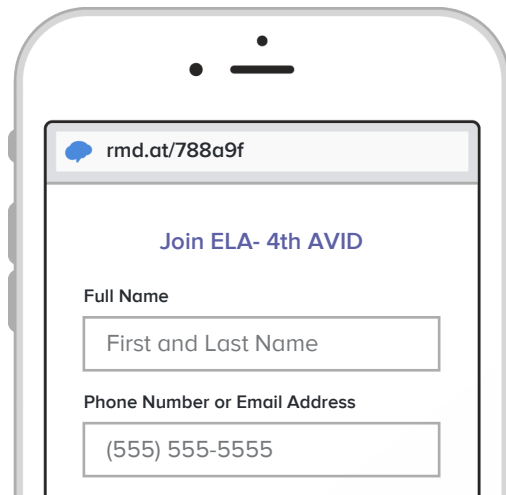 rmd.at/788a9f
Join ELA- 4th AVID
Full Name
First and Last Name
Phone Number or Email Address
(555) 555-5555